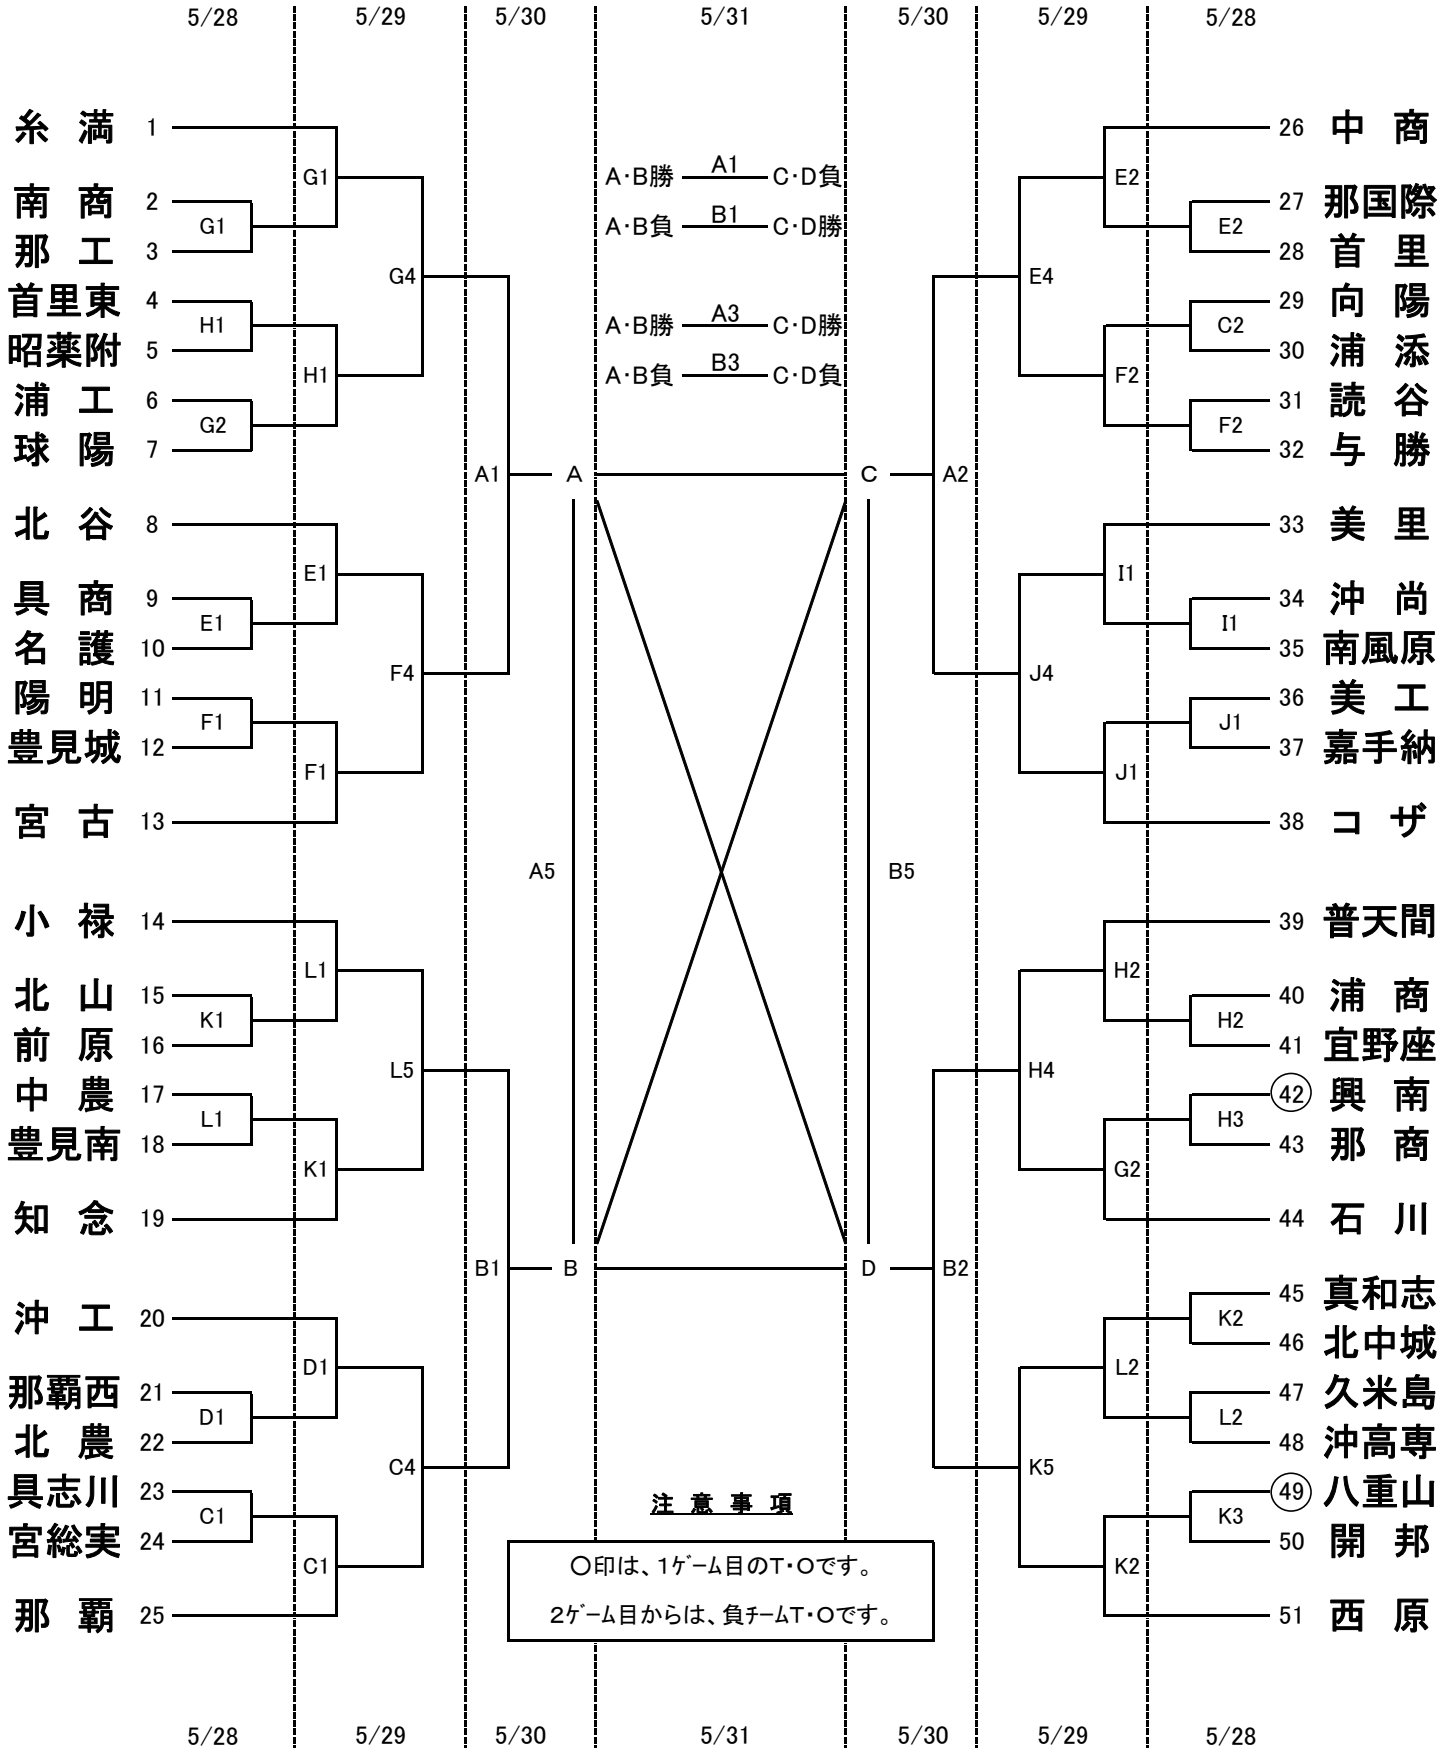 5/28 5/29 5/30 5/31 5/30 5/29 5/28
糸 満 1
G1
南 商 2
G1
那 工 3
G4
首里東 4
H1
昭薬附 5
H1
浦 工 6
G2
球 陽 7
A1
北 谷 8
E1
具 商 9
E1
名 護 10
F4
陽 明 11
F1
豊見城 12
F1
宮 古 13
小 禄 14
L1
北 山 15
K1
前 原 16
L5
中 農 17
L1
豊見南 18
K1
知 念 19
B1
沖 工 20
D1
那覇西 21
D1
北 農 22
C4
具志川 23
C1
宮総実 24
C1
那 覇 25
A･B勝 A1 C･D負
A･B負 B1 C･D勝
A･B勝 A3 C･D勝
A･B負 B3 C･D負
A C
A5 B5
B D
注 意 事 項
○印は、1ｹﾞｰﾑ目のT･Oです。
2ｹﾞｰﾑ目からは、負ﾁｰﾑT･Oです。
26 中 商
E2
27 那国際
E2
28 首 里
E4
29 向 陽
C2
30 浦 添
F2
31 読 谷
F2
32 与 勝
A2
33 美 里
I1
34 沖 尚
I1
35 南風原
J4
36 美 工
J1
37 嘉手納
J1
38 コ ザ
39 普天間
H2
40 浦 商
H2
41 宜野座
H4
42 興 南
H3
43 那 商
G2
44 石 川
B2
45 真和志
K2
46 北中城
L2
47 久米島
L2
48 沖高専
K5
49 八重山
K3
50 開 邦
K2
51 西 原
5/28 5/29 5/30 5/31 5/30 5/29 5/28